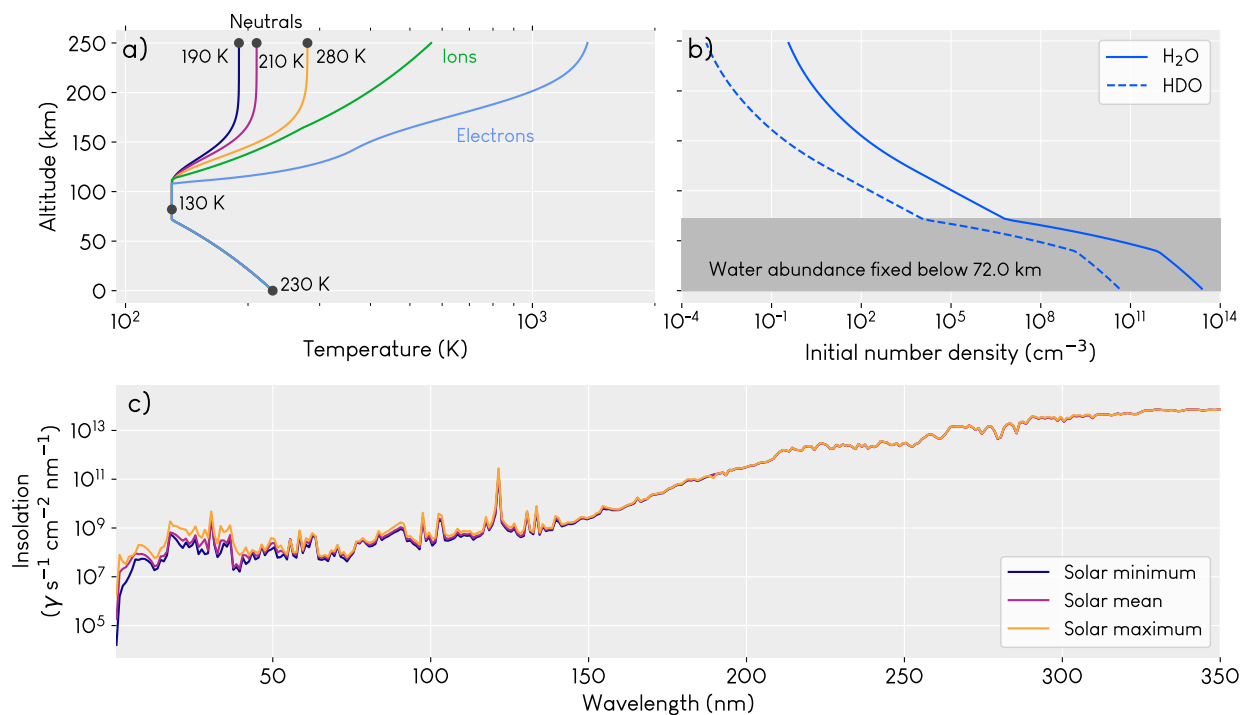 Neutrals
a)
190 K
210 K
280 K
Ions
Electrons
130 K
230 K
250
200
150
100
50
0
Altitude (km)
10²
10³
Temperature (K)
b)
H₂O
HDO
Water abundance fixed below 72.0 km
10⁻⁴
10⁻¹
10²
10⁵
10⁸
10¹¹
10¹⁴
Initial number density (cm⁻³)
c)
10¹³
10¹¹
10⁹
10⁷
10⁵
Insolation
(γ s⁻¹ cm⁻² nm⁻¹)
Solar minimum
Solar mean
Solar maximum
50
100
150
200
250
300
350
Wavelength (nm)